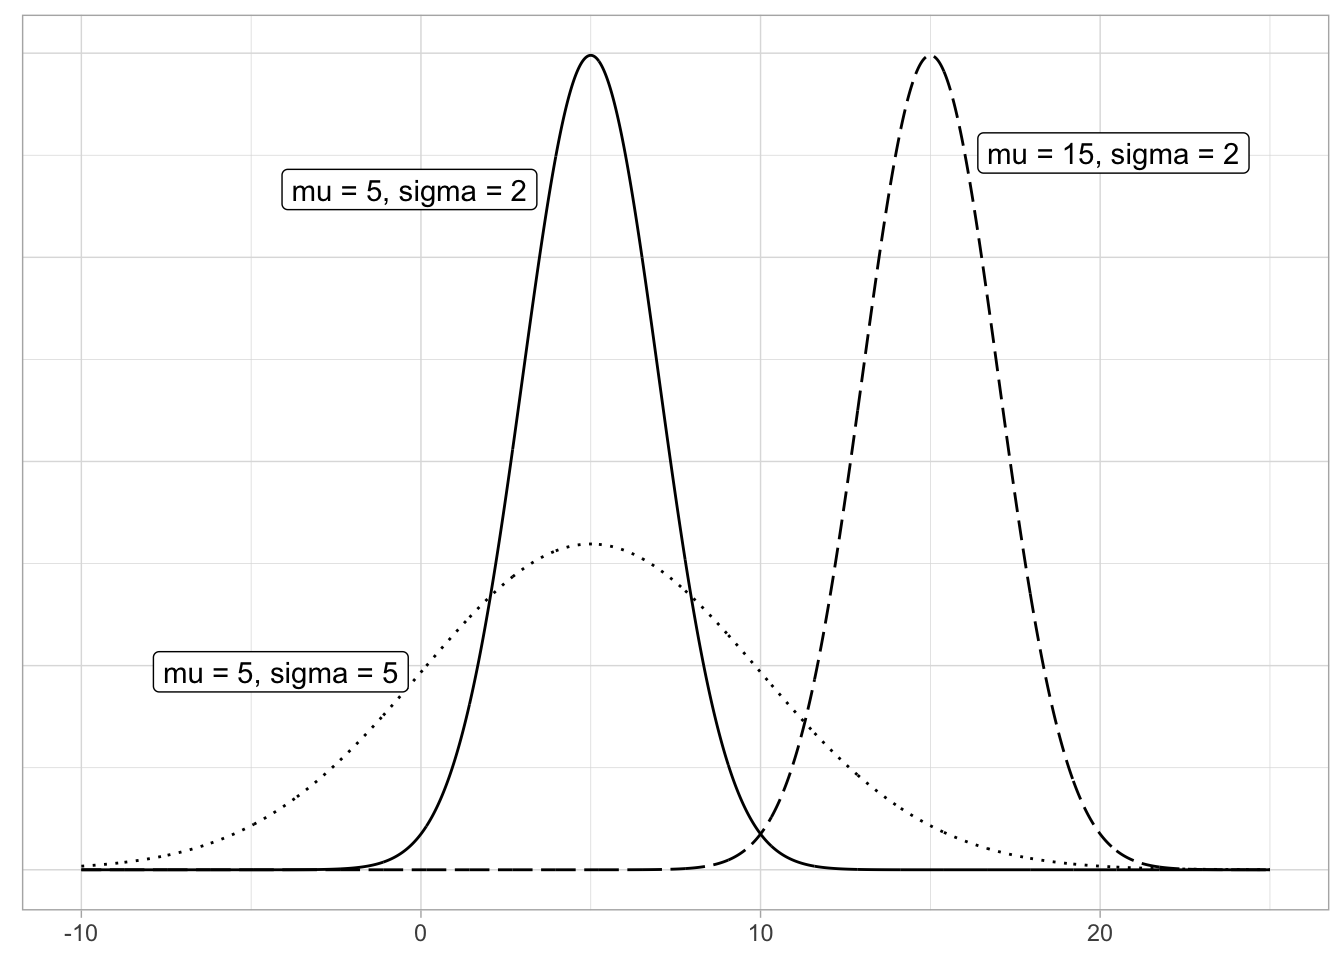 mu = 15, sigma = 2
mu = 5, sigma = 2
mu = 5, sigma = 5
-10 0 10 20